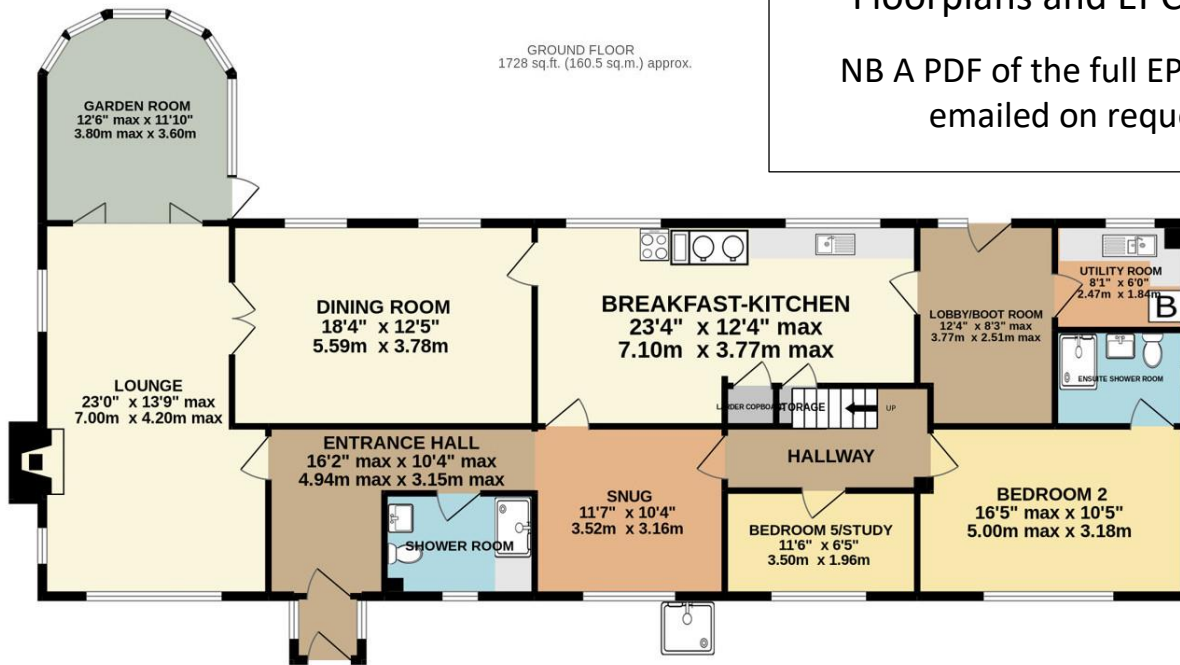 Floorplans and EPC
NB A PDF of the full EP
emailed on reque
GROUND FLOOR
1728 sq.ft. (160.5 sq.m.) approx.
GARDEN ROOM
12'6" max x 11'10"
3.80m max x 3.60m
DINING ROOM
18'4" x 12'5"
5.59m x 3.78m
BREAKFAST-KITCHEN
23'4" x 12'4" max
7.10m x 3.77m max
LOBBY/BOOT ROOM
12'4" x 8'3" max
3.77m x 2.51m max
UTILITY ROOM
8'1" x 6'0"
2.47m x 1.84m
B
ENSUITE SHOWER ROOM
LOUNGE
23'0" x 13'9" max
7.00m x 4.20m max
LARDER COPBOA
STORAGE
UP
ENTRANCE HALL
16'2" max x 10'4" max
4.94m max x 3.15m max
HALLWAY
SNUG
11'7" x 10'4"
3.52m x 3.16m
SHOWER ROOM
BEDROOM 5/STUDY
11'6" x 6'5"
3.50m x 1.96m
BEDROOM 2
16'5" max x 10'5"
5.00m max x 3.18m